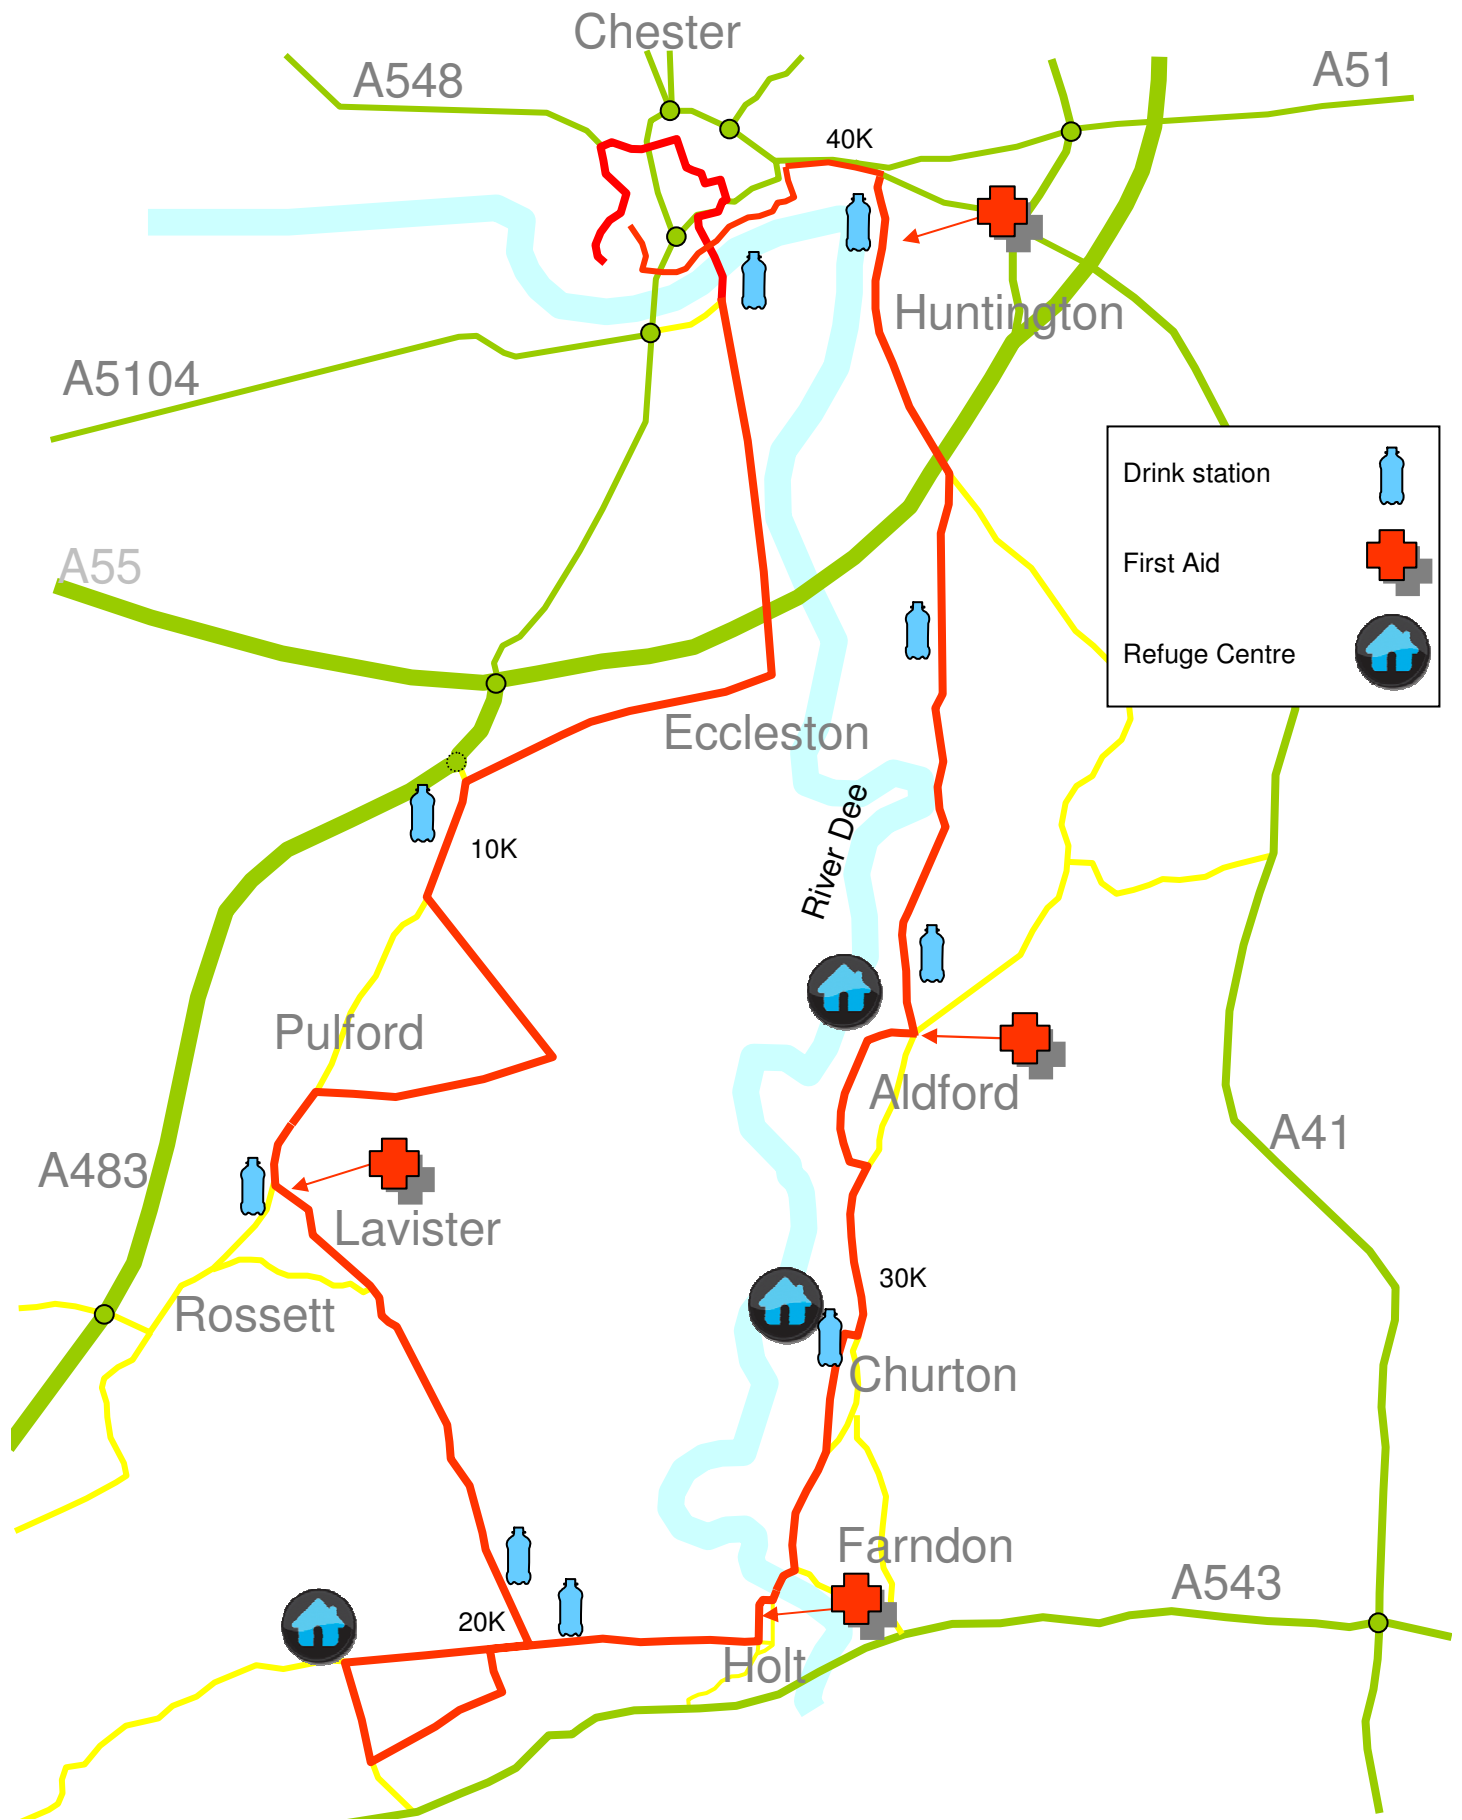 Chester
A548
A51
40K
Huntington
A5104
Drink station
A55
First Aid
Refuge Centre
Eccleston
River Dee
10K
Pulford
Aldford
A41
A483
Lavister
30K
Rossett
Churton
Farndon
A543
20K
Holt